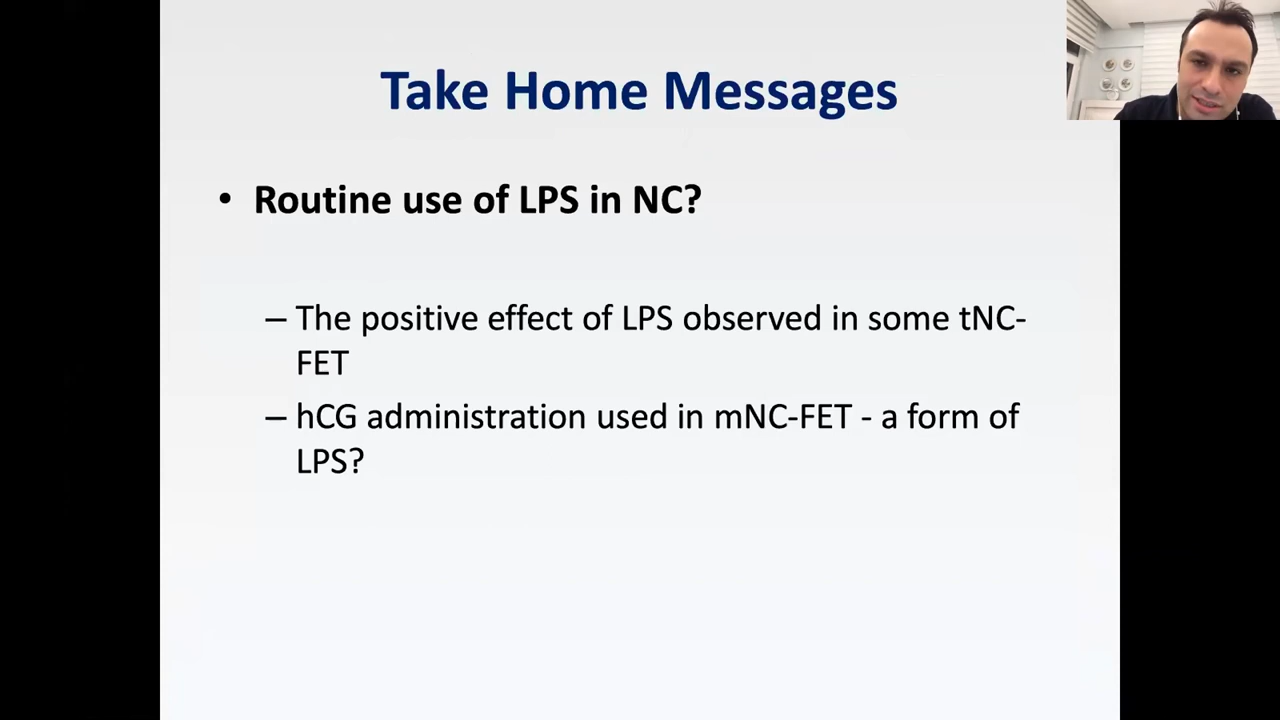 Take Home Messages
• Routine use of LPS in NC?
– The positive effect of LPS observed in some tNC-
FET
– hCG administration used in mNC-FET - a form of
LPS?